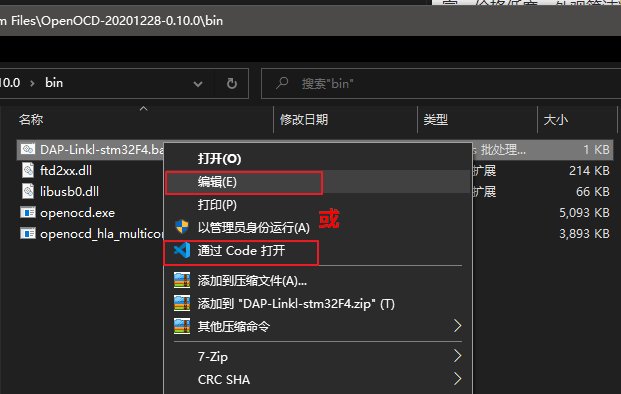 m Files\OpenOCD-20201228-0.10.0\bin
10.0 › bin
搜索"bin"
名称 修改日期 类型 大小
DAP-Linkl-stm32F4.ba 批处理... 1 KB
ftd2xx.dll 扩展 214 KB
libusb0.dll 扩展 66 KB
openocd.exe 5,093 KB
openocd_hla_multicor 3,893 KB
打开(O)
编辑(E)
打印(P)
或
以管理员身份运行(A)
通过 Code 打开
添加到压缩文件(A)...
添加到 "DAP-Linkl-stm32F4.zip" (T)
其他压缩命令
7-Zip
CRC SHA